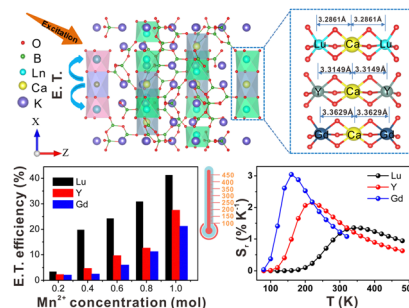 Excitation
O
B
Ln
Ca
K
E. T.
X
Z
3.2861Å 3.2861Å
Lu Ca Lu
3.3149Å 3.3149Å
Y Ca Y
3.3629Å 3.3629Å
Gd Ca Gd
E.T. efficiency (%)
40
30
20
10
0
Lu
Y
Gd
0.2 0.4 0.6 0.8 1.0
Mn²⁺ concentration (mol)
450
400
350
300
250
200
150
100
Sᵣ (% K⁻¹)
3
2
1
0
Lu
Y
Gd
100 200 300 400 500
T (K)